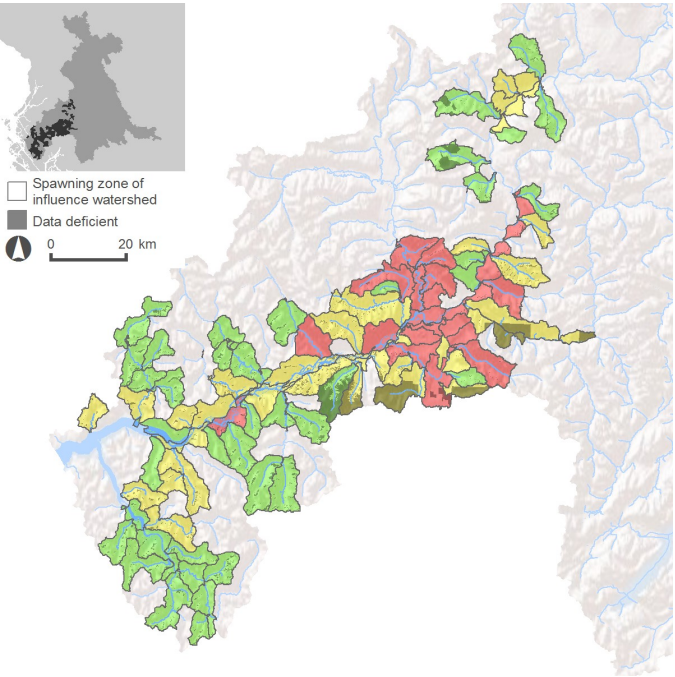 Spawning zone of
influence watershed
Data deficient
0 20 km